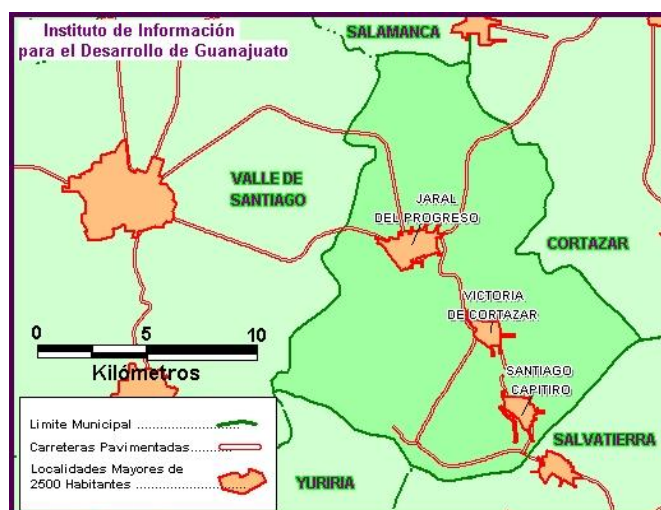 Instituto de Información
para el Desarrollo de Guanajuato
SALAMANCA
VALLE DE
SANTIAGO
JARAL
DEL PROGRESO
CORTAZAR
VICTORIA
DE CORTAZAR
SANTIAGO
CAPITIRO
SALVATIERRA
YURIRIA
0 5 10
Kilómetros
Limite Municipal
Carreteras Pavimentadas
Localidades Mayores de
2500 Habitantes